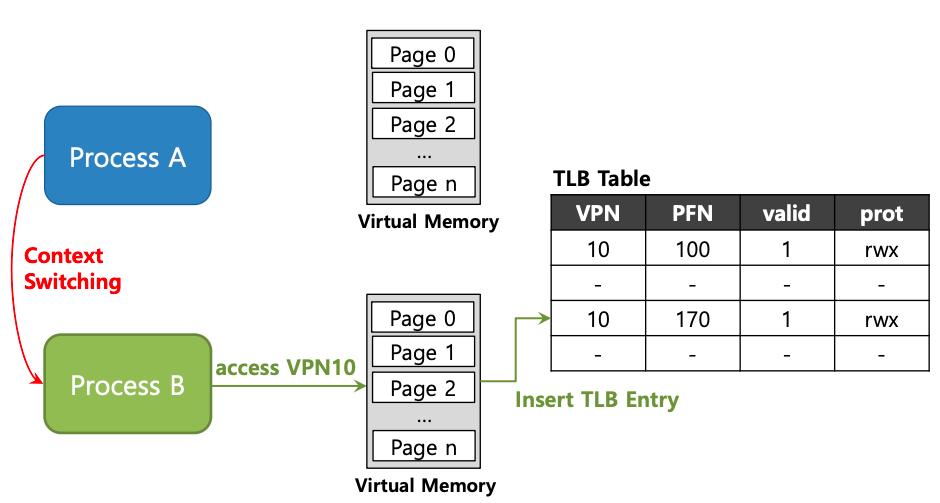 Page 0
Page 1
Page 2
...
Page n
Virtual Memory
Process A
Context
Switching
Process B
access VPN10
Page 0
Page 1
Page 2
...
Page n
Virtual Memory
Insert TLB Entry
TLB Table
VPN PFN valid prot
10 100 1 rwx
- - - -
10 170 1 rwx
- - - -